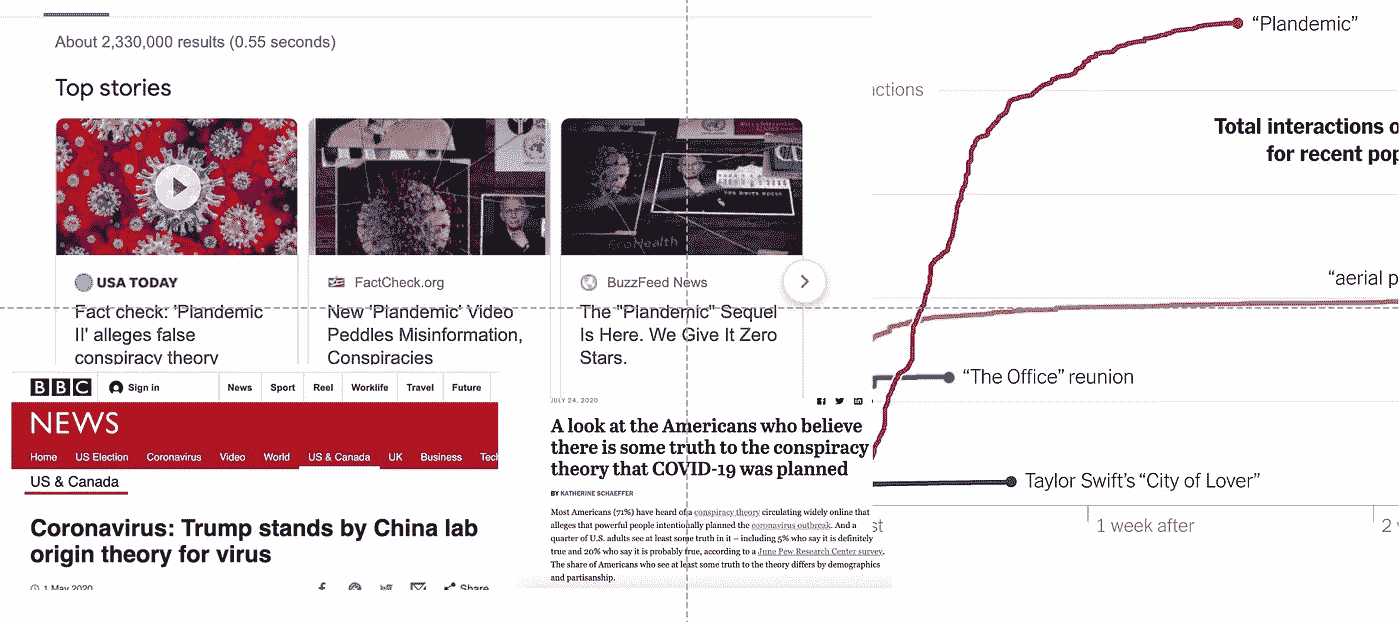 About 2,330,000 results (0.55 seconds)
Top stories
USA TODAY
Fact check: 'Plandemic
II' alleges false
conspiracy theory
FactCheck.org
New 'Plandemic' Video
Peddles Misinformation,
Conspiracies
EcoHealth
THE WHITE HOUSE
BuzzFeed News
The "Plandemic" Sequel
Is Here. We Give It Zero
Stars.
BBC Sign in News Sport Reel Worklife Travel Future
NEWS
Home US Election Coronavirus Video World US & Canada UK Business Tech
US & Canada
Coronavirus: Trump stands by China lab
origin theory for virus
1 May 2020 Share
JULY 24, 2020
A look at the Americans who believe
there is some truth to the conspiracy
theory that COVID-19 was planned
BY KATHERINE SCHAEFFER
Most Americans (71%) have heard of a conspiracy theory circulating widely online that
alleges that powerful people intentionally planned the coronavirus outbreak. And a
quarter of U.S. adults see at least some truth in it – including 5% who say it is definitely
true and 20% who say it is probably true, according to a June Pew Research Center survey.
The share of Americans who see at least some truth to the theory differs by demographics
and partisanship.
“Plandemic”
actions
Total interactions o
for recent pop
“aerial p
“The Office” reunion
Taylor Swift’s “City of Lover”
st 1 week after 2 w